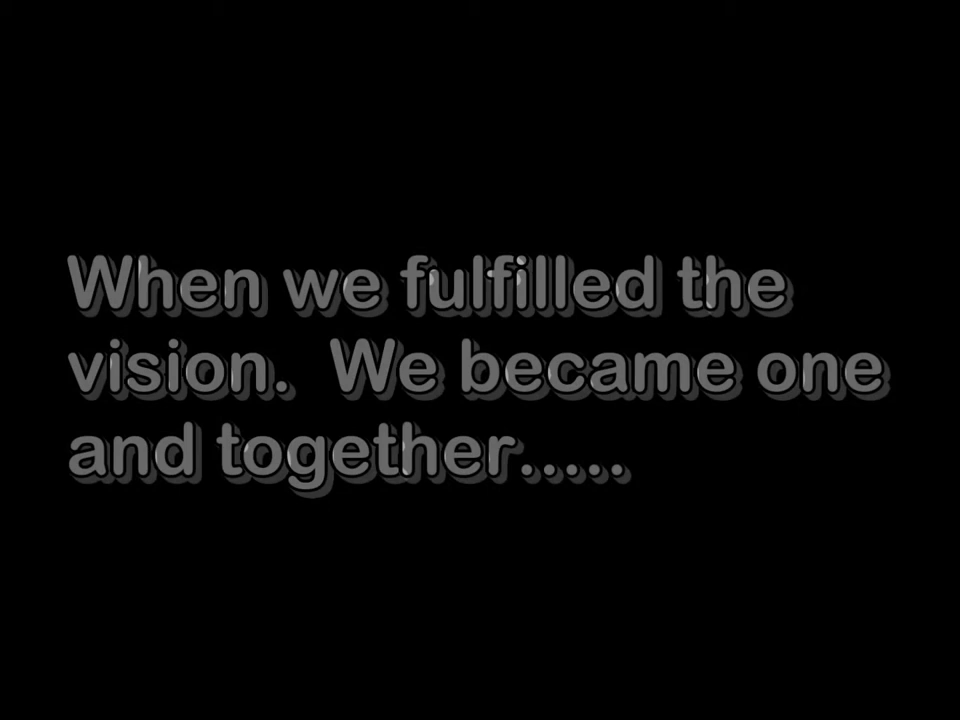 When we fulfilled the
vision.  We became one
and together.....